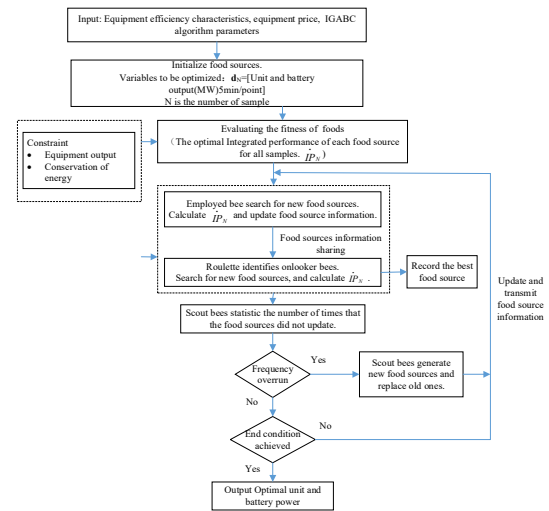 Input: Equipment efficiency characteristics, equipment price, IGABC
algorithm parameters
Initialize food sources.
Variables to be optimized: dN=[Unit and battery
output(MW)5min/point]
N is the number of sample
Constraint
• Equipment output
• Conservation of
energy
Evaluating the fitness of foods
(The optimal Integrated performance of each food source
for all samples. İP_N )
Employed bee search for new food sources.
Calculate İP_N and update food source information.
Food sources information
sharing
Roulette identifies onlooker bees.
Search for new food sources, and calculate İP_N .
Record the best
food source
Update and
transmit
food source
information
Scout bees statistic the number of times that
the food sources did not update.
Frequency
overrun
Yes
Scout bees generate
new food sources and
replace old ones.
No
End condition
achieved
No
Yes
Output Optimal unit and
battery power